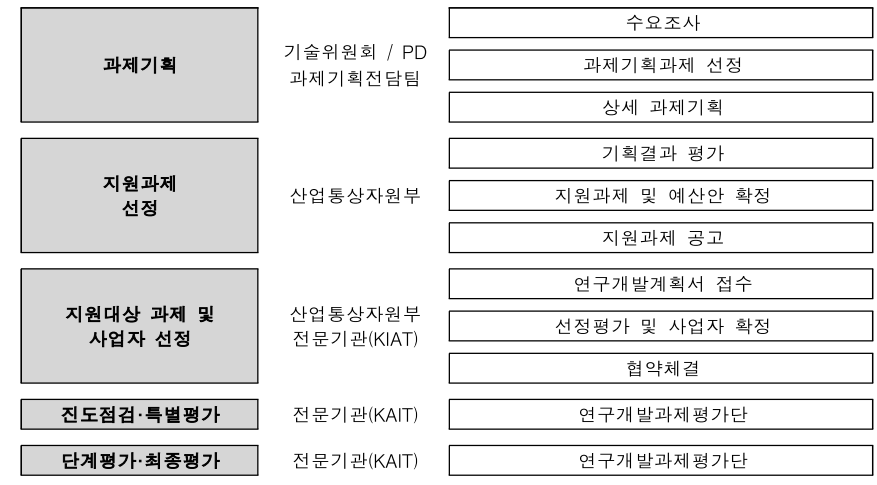 과제기획
기술위원회 / PD
과제기획전담팀
수요조사
과제기획과제 선정
상세 과제기획
지원과제
선정
산업통상자원부
기획결과 평가
지원과제 및 예산안 확정
지원과제 공고
지원대상 과제 및
사업자 선정
산업통상자원부
전문기관(KIAT)
연구개발계획서 접수
선정평가 및 사업자 확정
협약체결
진도점검·특별평가
전문기관(KAIT)
연구개발과제평가단
단계평가·최종평가
전문기관(KAIT)
연구개발과제평가단